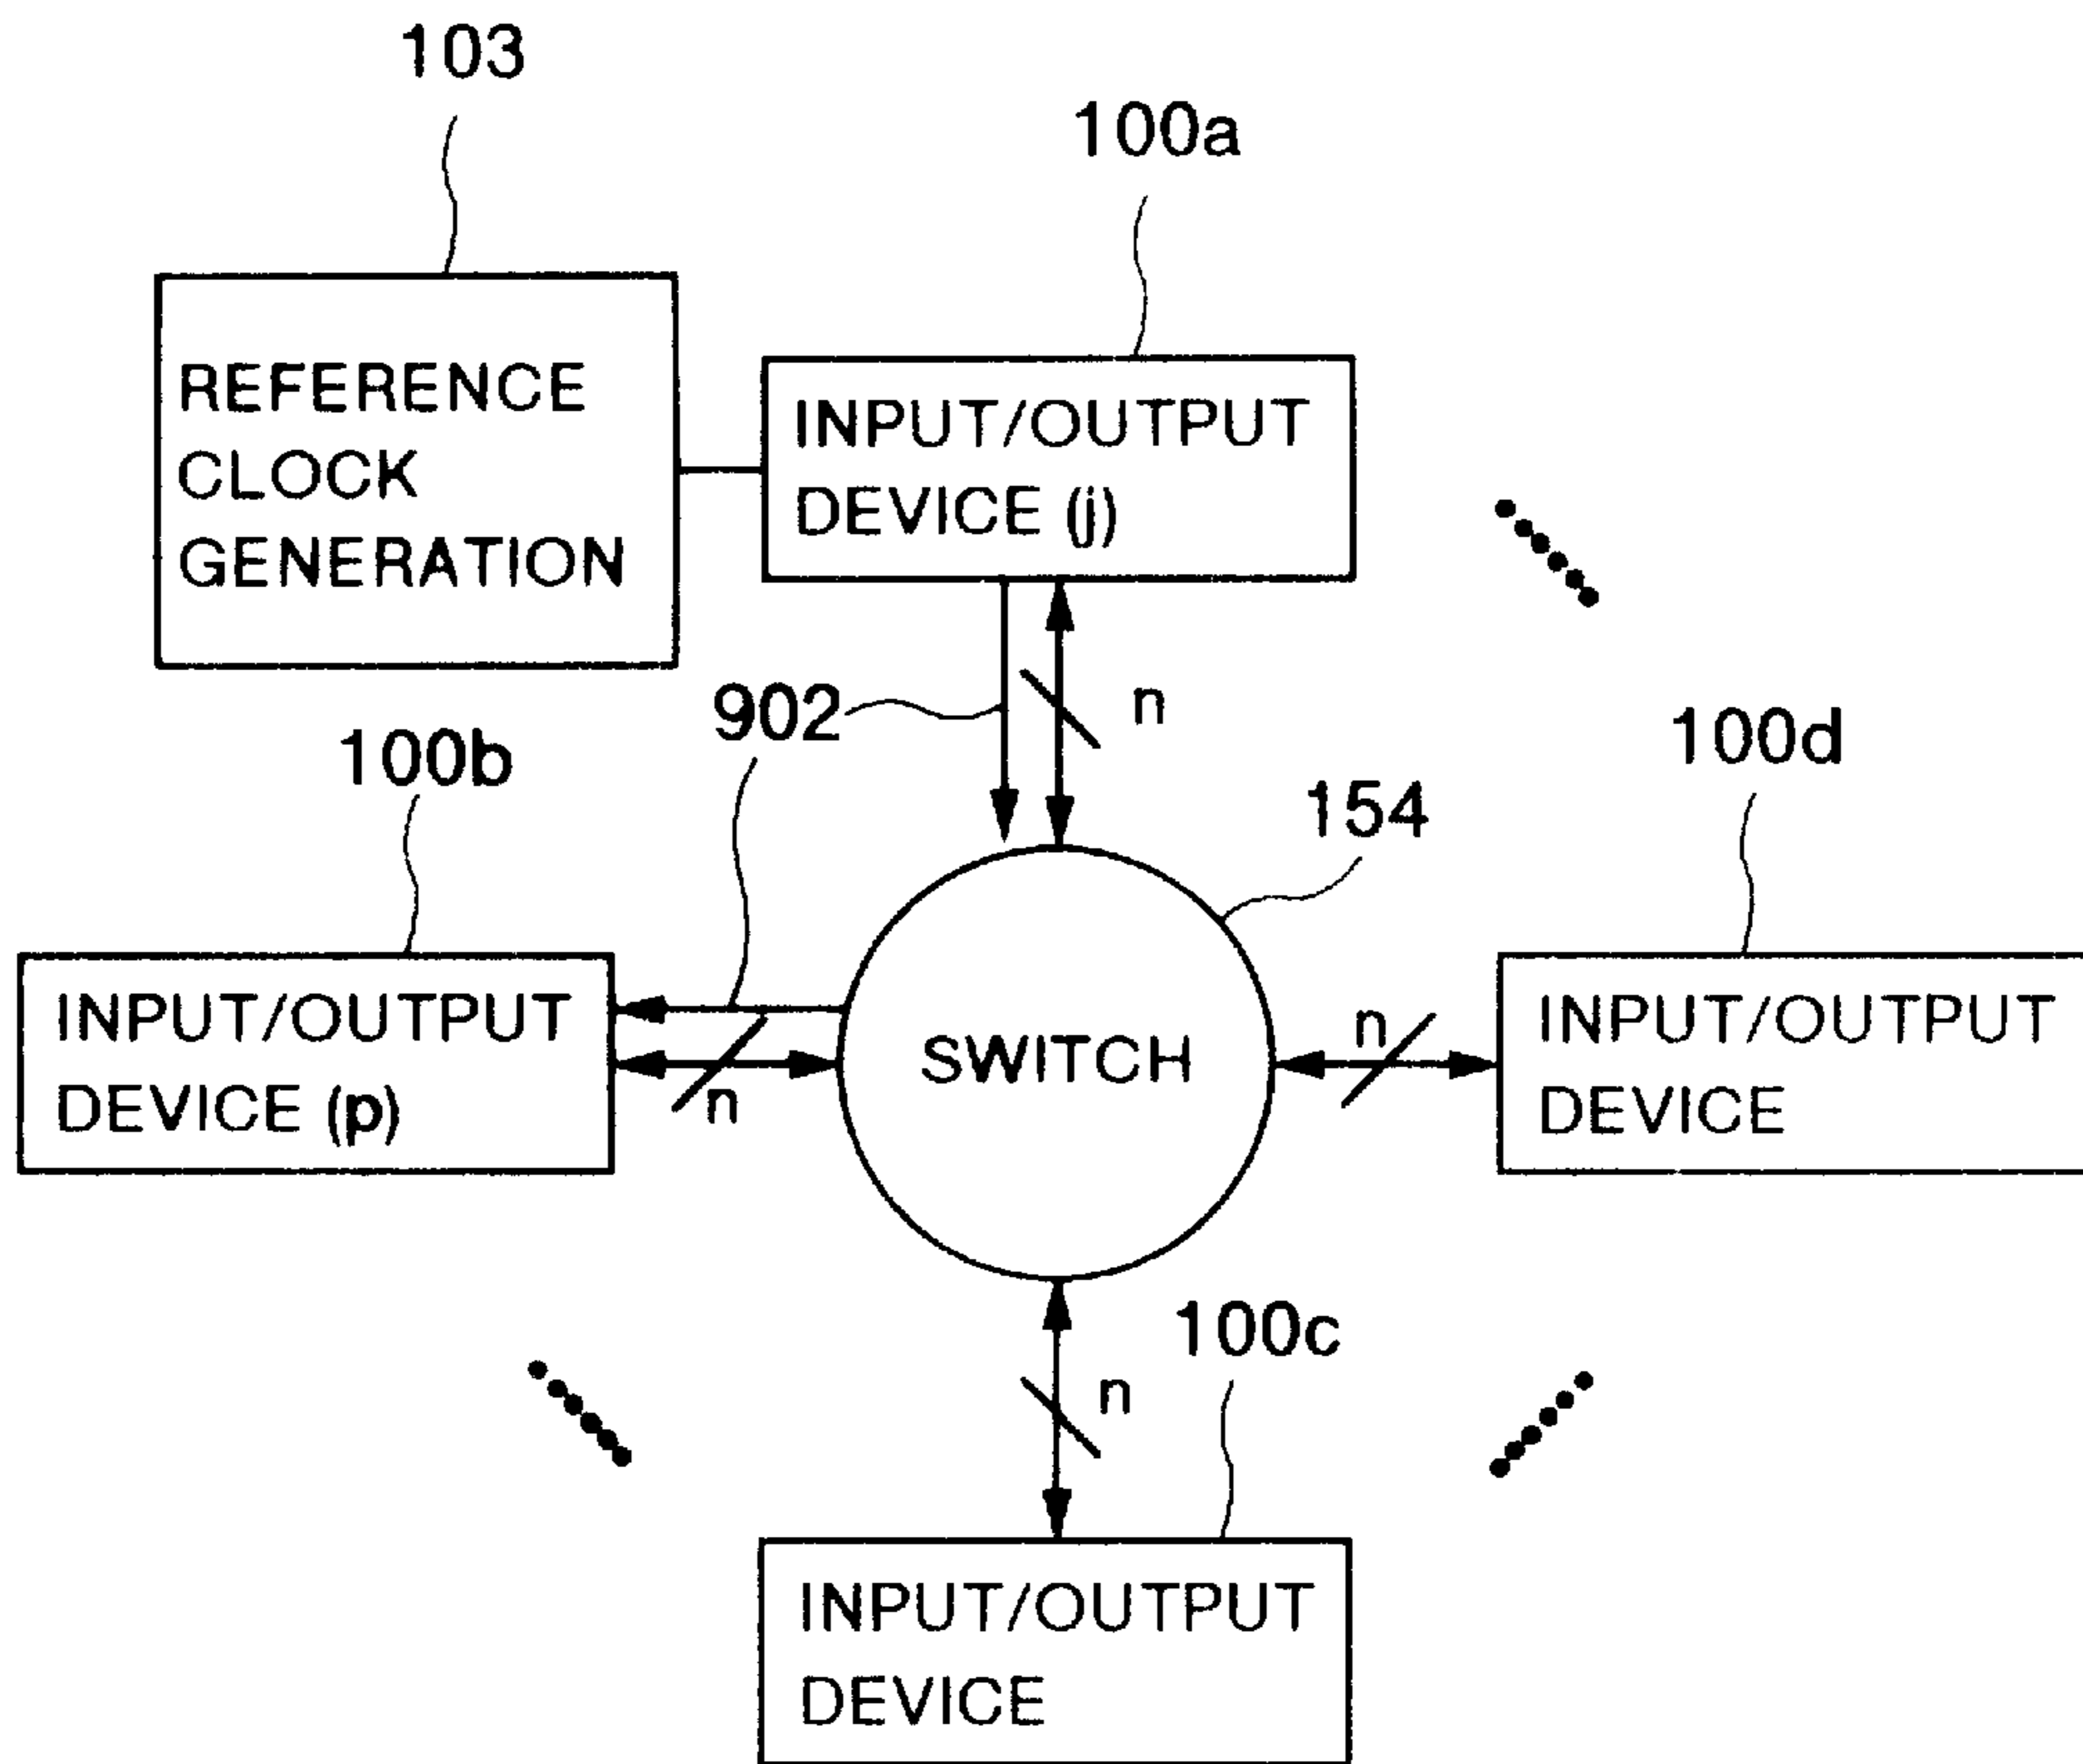 103
100a
REFERENCE
CLOCK
GENERATION
INPUT/OUTPUT
DEVICE (j)
902
n
100b
100d
154
INPUT/OUTPUT
DEVICE (p)
n
SWITCH
n
INPUT/OUTPUT
DEVICE
100c
n
INPUT/OUTPUT
DEVICE